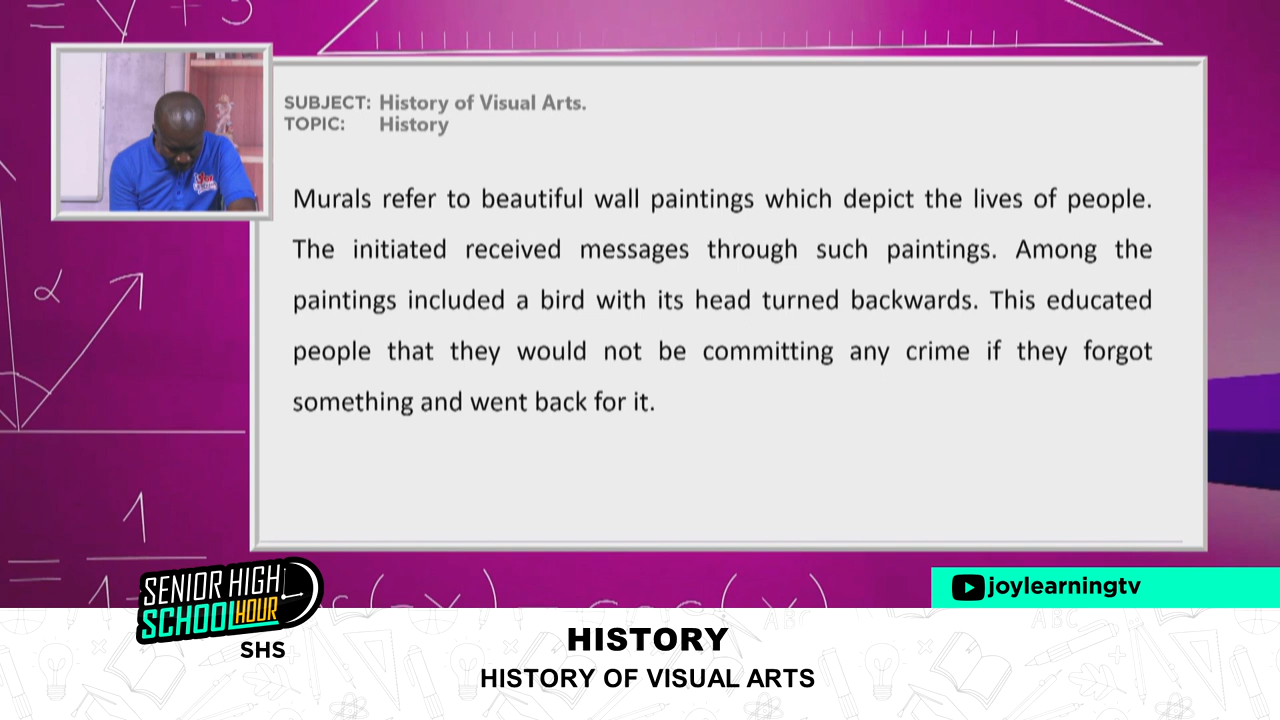 SUBJECT: History of Visual Arts.
TOPIC: History
Murals refer to beautiful wall paintings which depict the lives of people.
The initiated received messages through such paintings. Among the
paintings included a bird with its head turned backwards. This educated
people that they would not be committing any crime if they forgot
something and went back for it.
SENIOR HIGH
SCHOOL HOUR
SHS
joylearningtv
HISTORY
HISTORY OF VISUAL ARTS